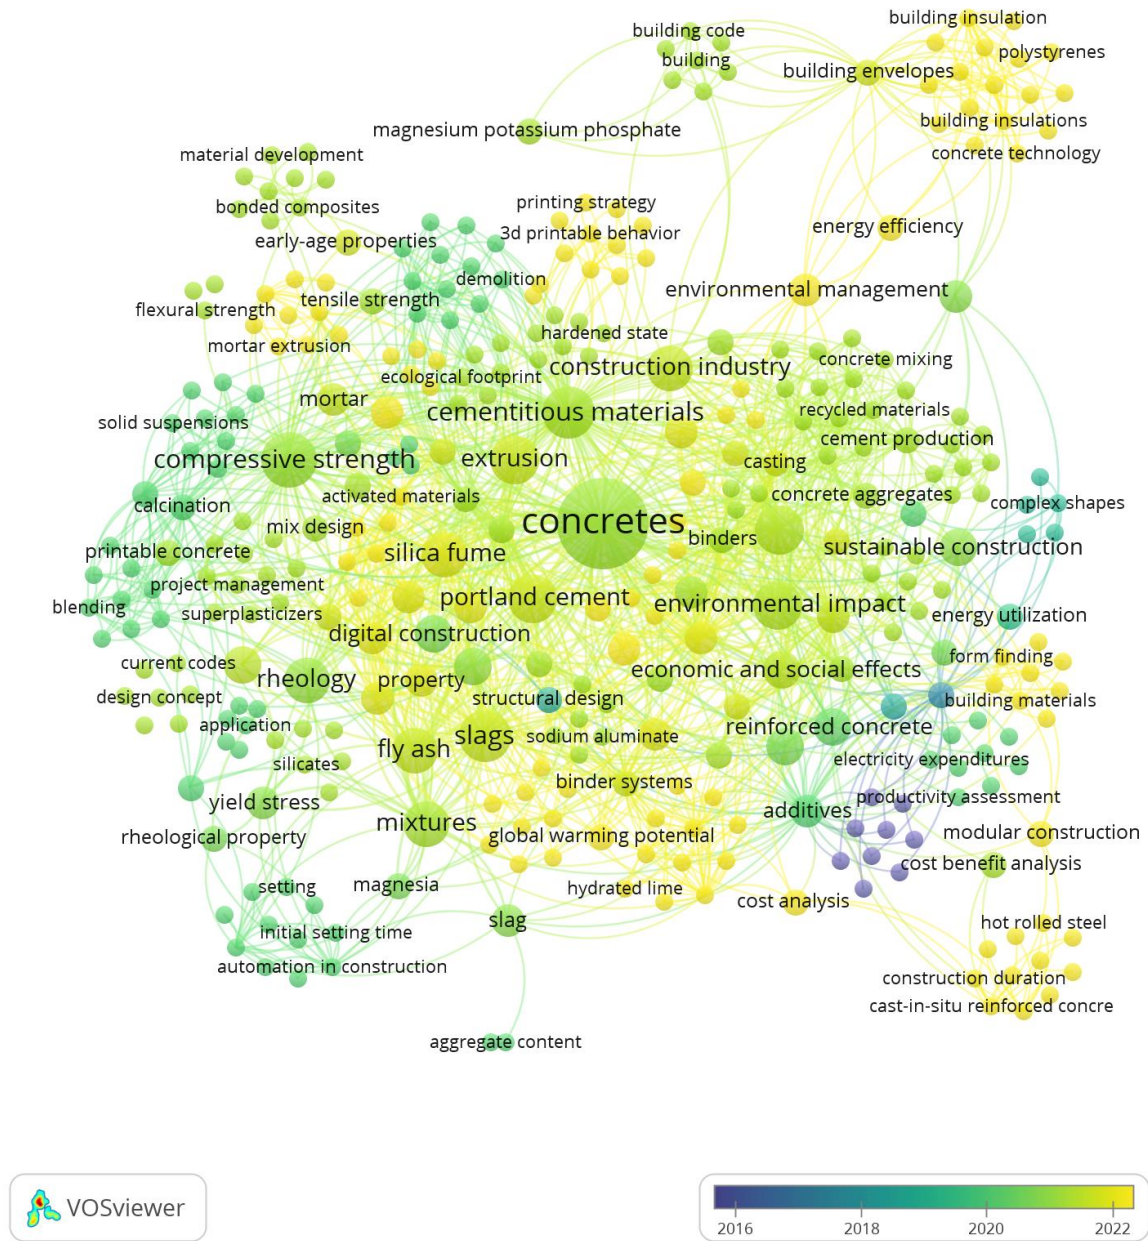 building insulation
building code
polystyrenes
building
building envelopes
building insulations
magnesium potassium phosphate
concrete technology
material development
printing strategy
bonded composites
energy efficiency
3d printable behavior
early-age properties
demolition
environmental management
tensile strength
flexural strength
hardened state
mortar extrusion
concrete mixing
construction industry
ecological footprint
mortar
recycled materials
cementitious materials
solid suspensions
cement production
compressive strength
extrusion
casting
activated materials
concrete aggregates
complex shapes
calcination
concretes
mix design
binders
sustainable construction
printable concrete
silica fume
project management
portland cement
environmental impact
blending
superplasticizers
energy utilization
digital construction
form finding
current codes
economic and social effects
rheology
property
design concept
structural design
building materials
application
reinforced concrete
slags
sodium aluminate
fly ash
electricity expenditures
silicates
binder systems
productivity assessment
yield stress
additives
mixtures
modular construction
rheological property
global warming potential
cost benefit analysis
setting
magnesia
hydrated lime
cost analysis
slag
hot rolled steel
initial setting time
automation in construction
construction duration
cast-in-situ reinforced concre
aggregate content
VOSviewer
2016
2018
2020
2022